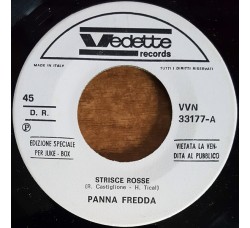 Vedette
records
MADE IN ITALY
TUTTI I DIRITTI RISERVATI
45
D. R.
P
VVN
33177-A
EDIZIONE SPECIALE
PER JUKE - BOX
VIETATA LA VEN-
DITA AL PUBBLICO
STRISCE ROSSE
(R. Castiglione - H. Tical)
PANNA FREDDA